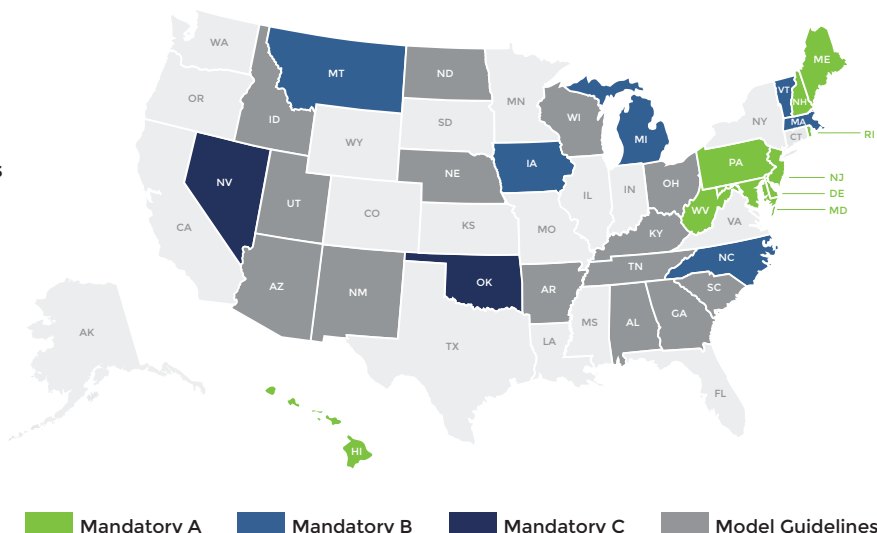 WA
MT
ND
MN
ME
OR
ID
WI
VT
NH
SD
NY
MA
WY
MI
CT
RI
IA
PA
NV
NE
NJ
UT
IL
IN
OH
DE
CO
WV
MD
CA
KS
MO
KY
VA
NC
TN
OK
AZ
NM
AR
SC
MS
AL
GA
AK
TX
LA
FL
HI
s
Mandatory A Mandatory B Mandatory C Model Guidelines